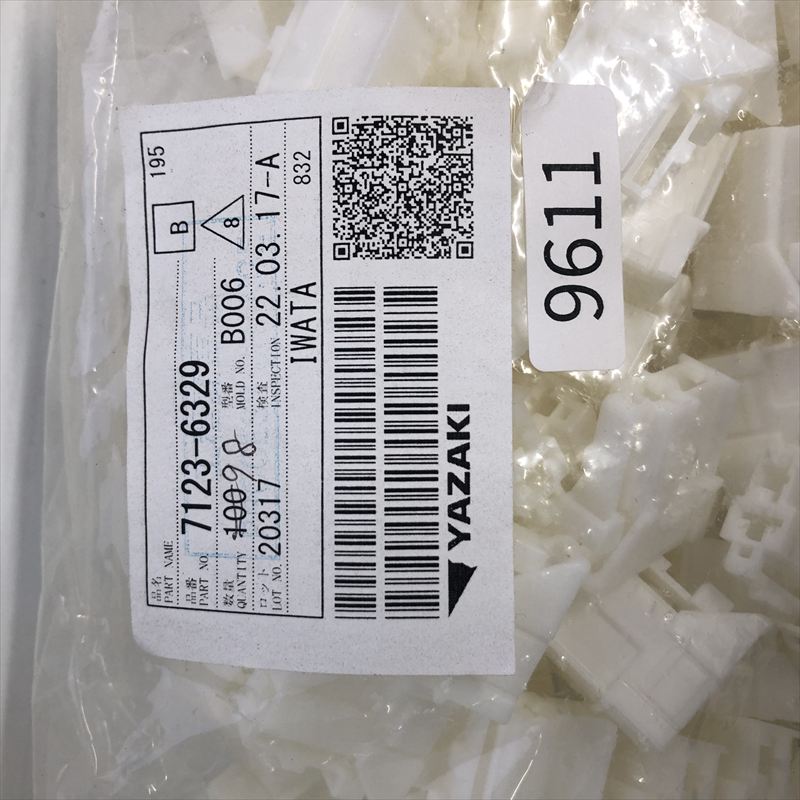 195
品名
PART NAME
B
品番
PART NO. 7123-6329
8
数量
QUANTITY 100 98
型番
MOLD NO. B006
ロット
LOT NO. 20317
検査
INSPECTION 22.03.17-A
IWATA
832
YAZAKI
9611